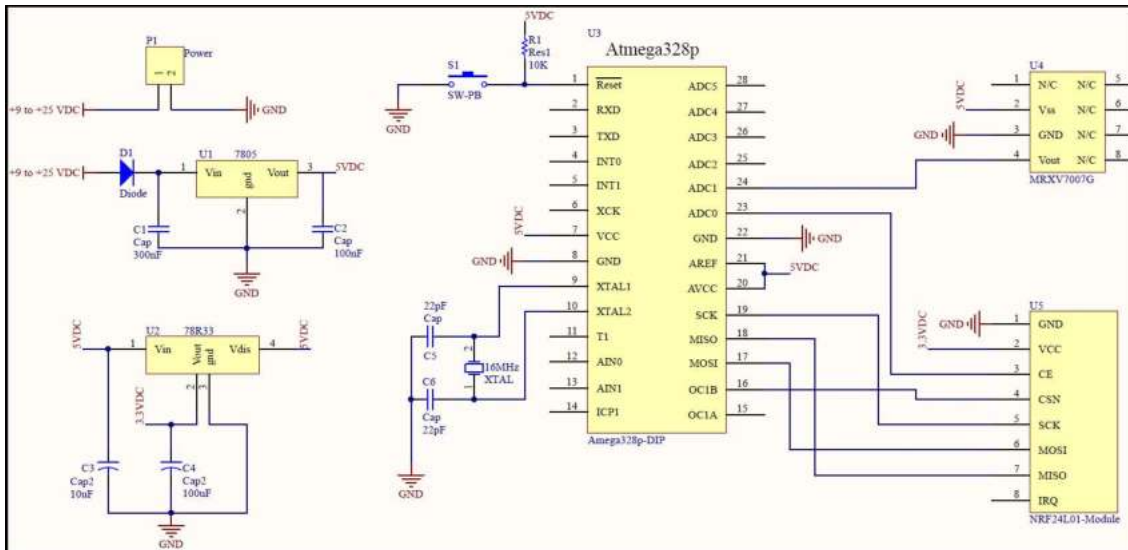 P1
Power
1
2
+9 to +25 VDC
GND
+9 to +25 VDC
D1
Diode
U1
7805
1
Vin
Vout
3
gnd
2
5VDC
C1
Cap
300nF
C2
Cap
100nF
GND
U2
78R33
5VDC
1
Vin
Vout
gnd
Vdis
4
5VDC
2
3
3.3VDC
C3
Cap2
10uF
C4
Cap2
100uF
GND
5VDC
R1
Res1
10K
S1
SW-PB
GND
U3
Atmega328p
1 Reset
2 RXD
3 TXD
4 INT0
5 INT1
6 XCK
5VDC
7 VCC
GND
8 GND
9 XTAL1
10 XTAL2
11 T1
12 AIN0
13 AIN1
14 ICP1
ADC5 28
ADC4 27
ADC3 26
ADC2 25
ADC1 24
ADC0 23
GND 22
GND
AREF 21
AVCC 20
5VDC
SCK 19
MISO 18
MOSI 17
OC1B 16
OC1A 15
Amega328p-DIP
22pF
Cap
C5
2
16MHz
XTAL
1
C6
Cap
22pF
GND
U4
1 N/C N/C 5
5VDC
2 Vss N/C 6
GND
3 GND N/C 7
4 Vout N/C 8
MRXV7007G
U5
GND
1 GND
3.3VDC
2 VCC
3 CE
4 CSN
5 SCK
6 MOSI
7 MISO
8 IRQ
NRF24L01-Module